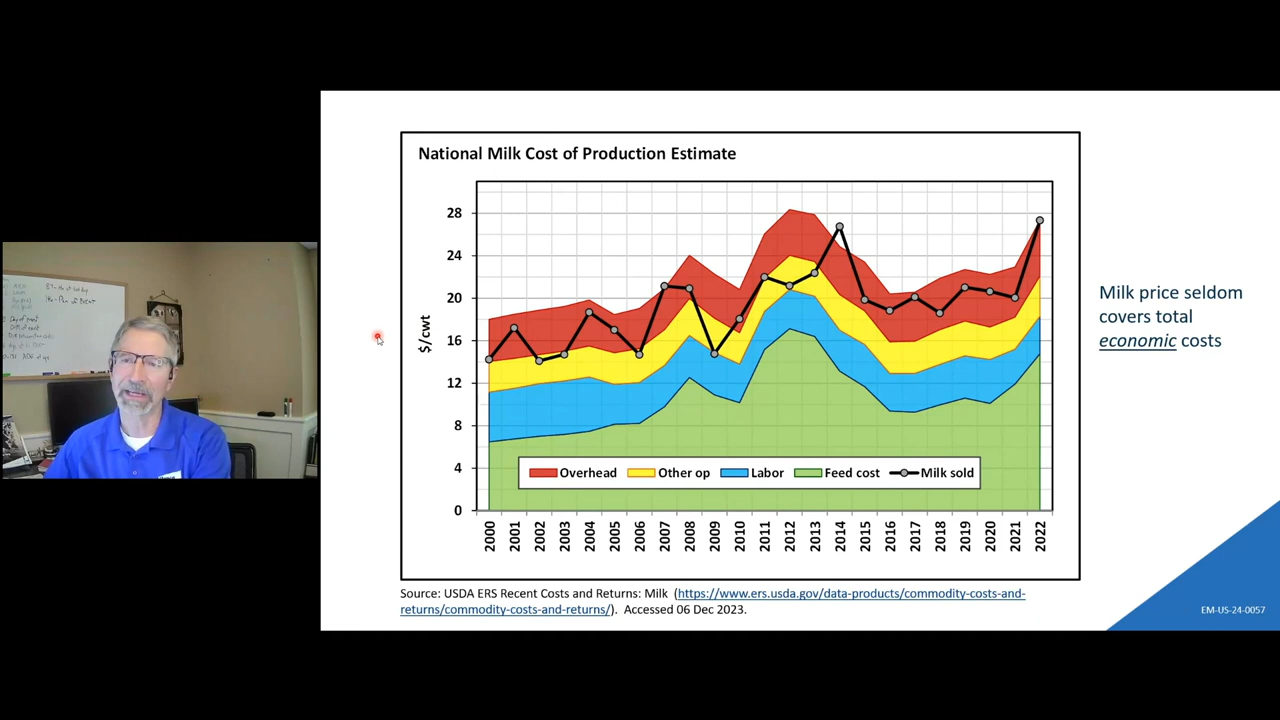 National Milk Cost of Production Estimate
$/cwt
28
24
20
16
12
8
4
0
Overhead Other op Labor Feed cost Milk sold
2000 2001 2002 2003 2004 2005 2006 2007 2008 2009 2010 2011 2012 2013 2014 2015 2016 2017 2018 2019 2020 2021 2022
Milk price seldom
covers total
economic costs
Source: USDA ERS Recent Costs and Returns: Milk (https://www.ers.usda.gov/data-products/commodity-costs-and-
returns/commodity-costs-and-returns/). Accessed 06 Dec 2023.
EM-US-24-0057